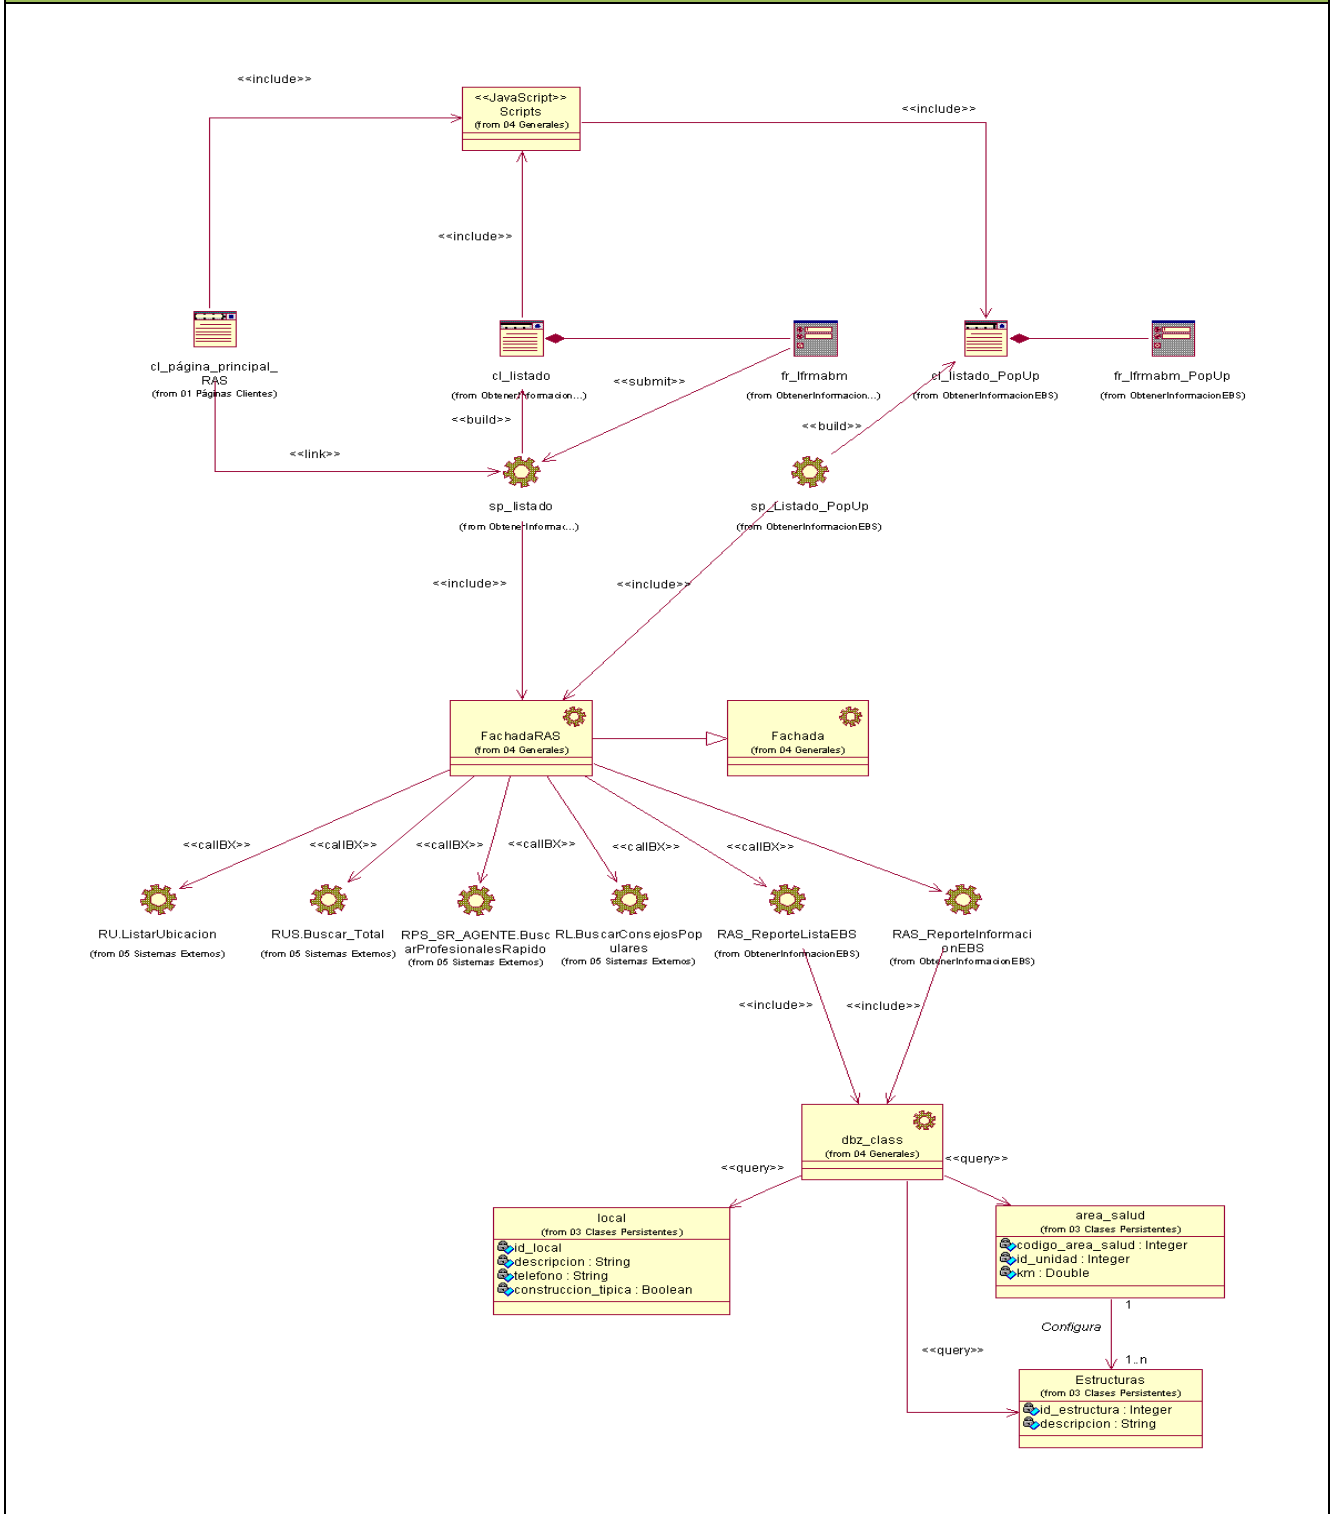 <<include>>
<<JavaScript>>
Scripts
(from 04 Generales)
<<include>>
<<include>>
cl_página_principal_
RAS
(from 01 Páginas Clientes)
cl_listado
(from ObtenerInformacion...)
<<submit>>
fr_lfrmabm
(from ObtenerInformacion...)
cl_listado_PopUp
(from ObtenerInformacionEBS)
fr_lfrmabm_PopUp
(from ObtenerInformacionEBS)
<<build>>
<<build>>
<<link>>
sp_listado
(from ObtenerInformac...)
sp_Listado_PopUp
(from ObtenerInformacionEBS)
<<include>>
<<include>>
FachadaRAS
(from 04 Generales)
Fachada
(from 04 Generales)
<<callBX>>
<<callBX>>
<<callBX>>
<<callBX>>
<<callBX>>
<<callBX>>
RU.ListarUbicacion
(from 05 Sistemas Externos)
RUS.Buscar_Total
(from 05 Sistemas Externos)
RPS_SR_AGENTE.Busc
arProfesionalesRapido
(from 05 Sistemas Externos)
RL.BuscarConsejosPop
ulares
(from 05 Sistemas Externos)
RAS_ReporteListaEBS
(from ObtenerInformacionEBS)
RAS_ReporteInformaci
onEBS
(from ObtenerInformacionEBS)
<<include>>
<<include>>
dbz_class
(from 04 Generales)
<<query>>
<<query>>
local
(from 03 Clases Persistentes)
id_local
descripcion : String
telefono : String
construccion_tipica : Boolean
area_salud
(from 03 Clases Persistentes)
codigo_area_salud : Integer
id_unidad : Integer
km : Double
1
Configura
<<query>>
1..n
Estructuras
(from 03 Clases Persistentes)
id_estructura : Integer
descripcion : String